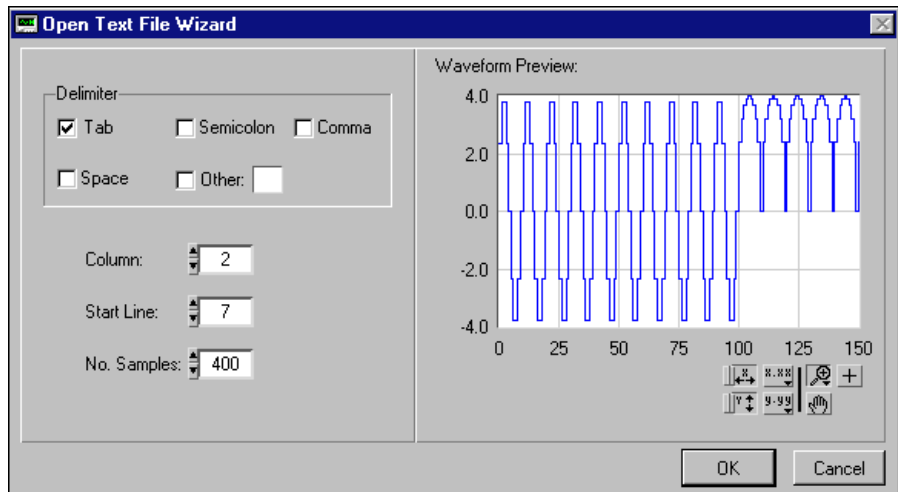 Open Text File Wizard
Delimiter
Tab
Semicolon
Comma
Space
Other:
Column: 2
Start Line: 7
No. Samples: 400
Waveform Preview:
4.0
2.0
0.0
-2.0
-4.0
0 25 50 75 100 125 150
X x.xx
Y y.yy
OK
Cancel